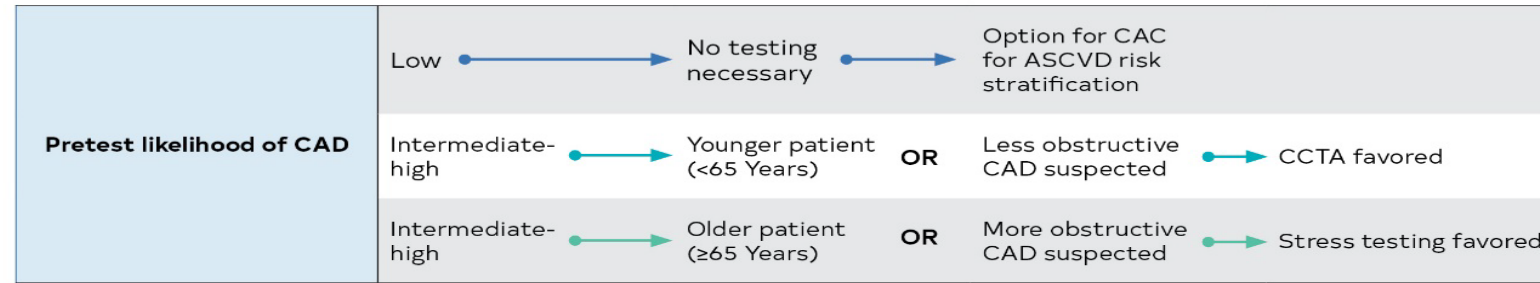 Pretest likelihood of CAD
Low
No testing
necessary
Option for CAC
for ASCVD risk
stratification
Intermediate-
high
Younger patient
(<65 Years)
OR
Less obstructive
CAD suspected
CCTA favored
Intermediate-
high
Older patient
(≥65 Years)
OR
More obstructive
CAD suspected
Stress testing favored